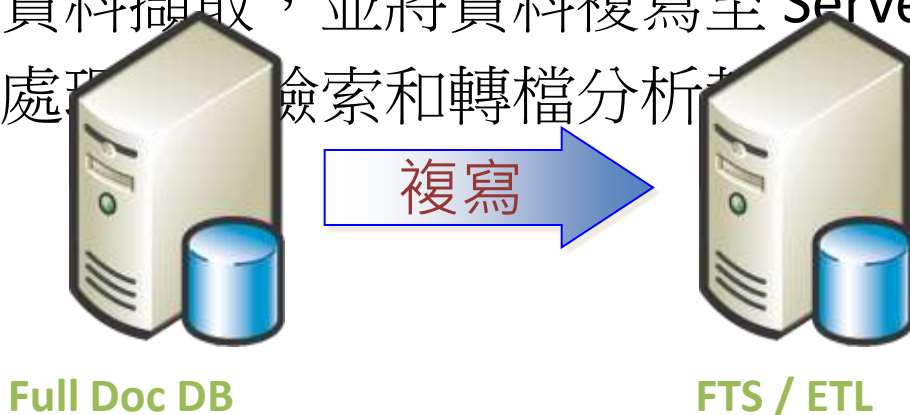 資料擷取，並將資料複寫至 Serve
處 檢索和轉檔分析
複寫
Full Doc DB
FTS / ETL